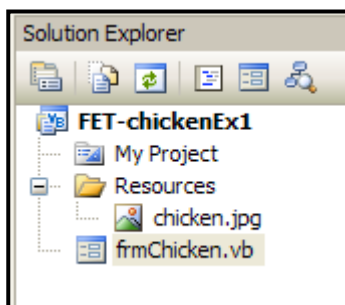 Solution Explorer
FET-chickenEx1
My Project
Resources
chicken.jpg
frmChicken.vb